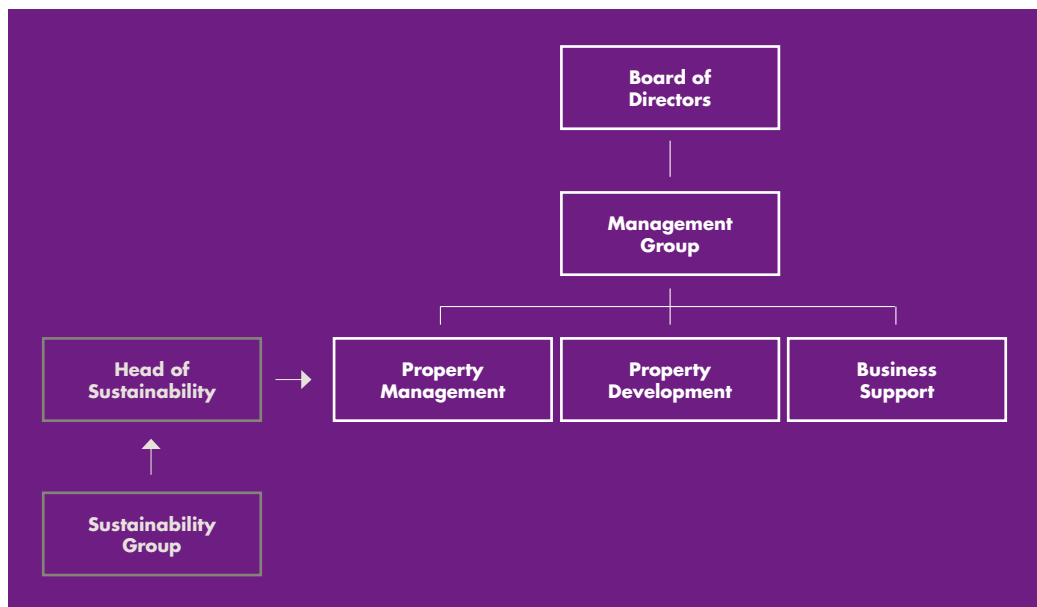 Board of
Directors
Management
Group
Head of
Sustainability
Property
Management
Property
Development
Business
Support
Sustainability
Group